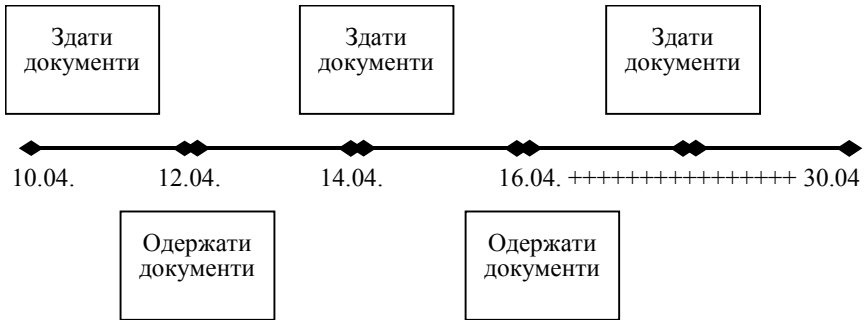 Здати
документи
Здати
документи
Здати
документи
10.04. 12.04. 14.04. 16.04. ++++++++++++++++ 30.04
Одержати
документи
Одержати
документи